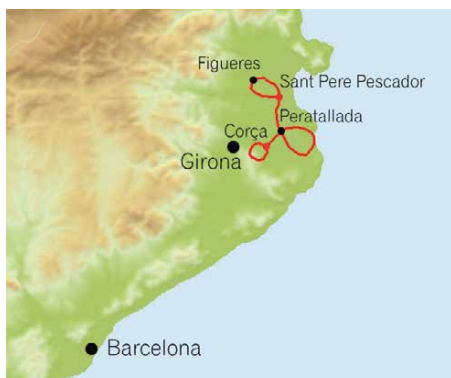 Figueres
Sant Pere Pescador
Peratallada
Corça
Girona
Barcelona